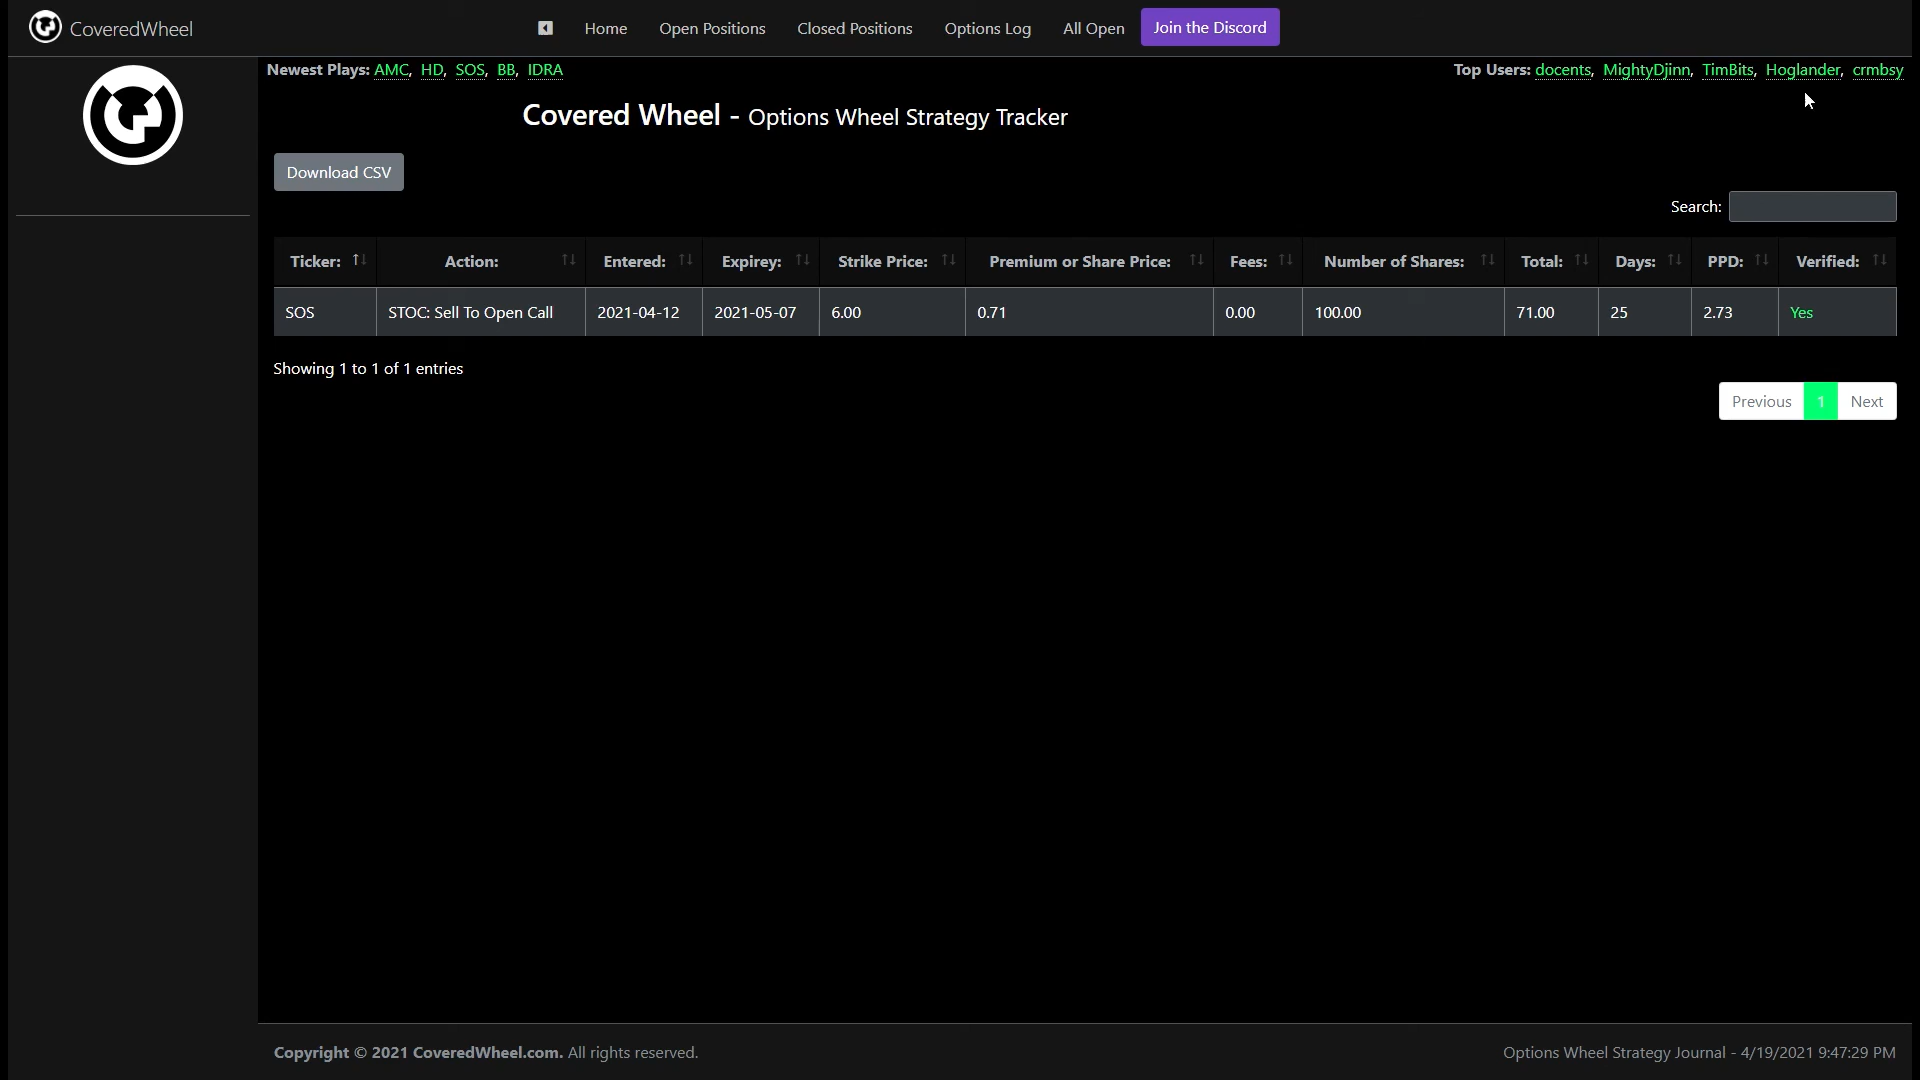 CoveredWheel Home Open Positions Closed Positions Options Log All Open Join the Discord
Newest Plays: AMC, HD, SOS, BB, IDRA Top Users: docents, MightyDjinn, TimBits, Hoglander, crmbsy
Covered Wheel - Options Wheel Strategy Tracker
Download CSV
Search:
Ticker: Action: Entered: Expirey: Strike Price: Premium or Share Price: Fees: Number of Shares: Total: Days: PPD: Verified:
SOS STOC: Sell To Open Call 2021-04-12 2021-05-07 6.00 0.71 0.00 100.00 71.00 25 2.73 Yes
Showing 1 to 1 of 1 entries
Previous 1 Next
Copyright © 2021 CoveredWheel.com. All rights reserved. Options Wheel Strategy Journal - 4/19/2021 9:47:29 PM